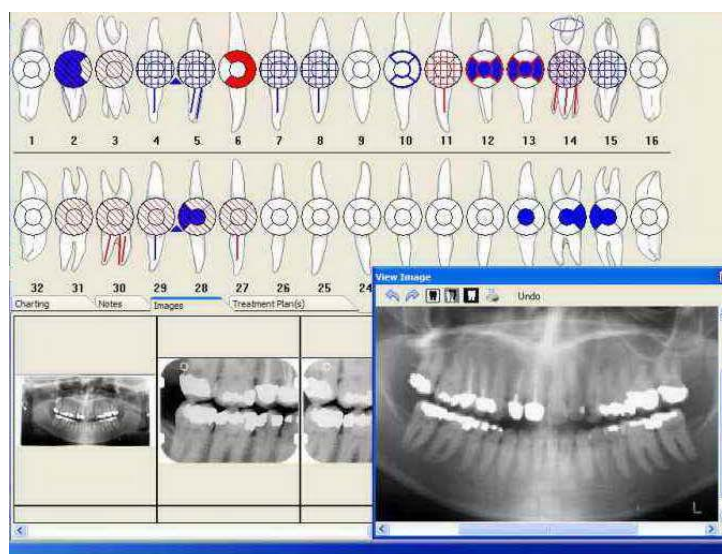 1 2 3 4 5 6 7 8 9 10 11 12 13 14 15 16
32 31 30 29 28 27 26 25 24
Charting Notes Images Treatment Plan(s)
View Image
Undo
L